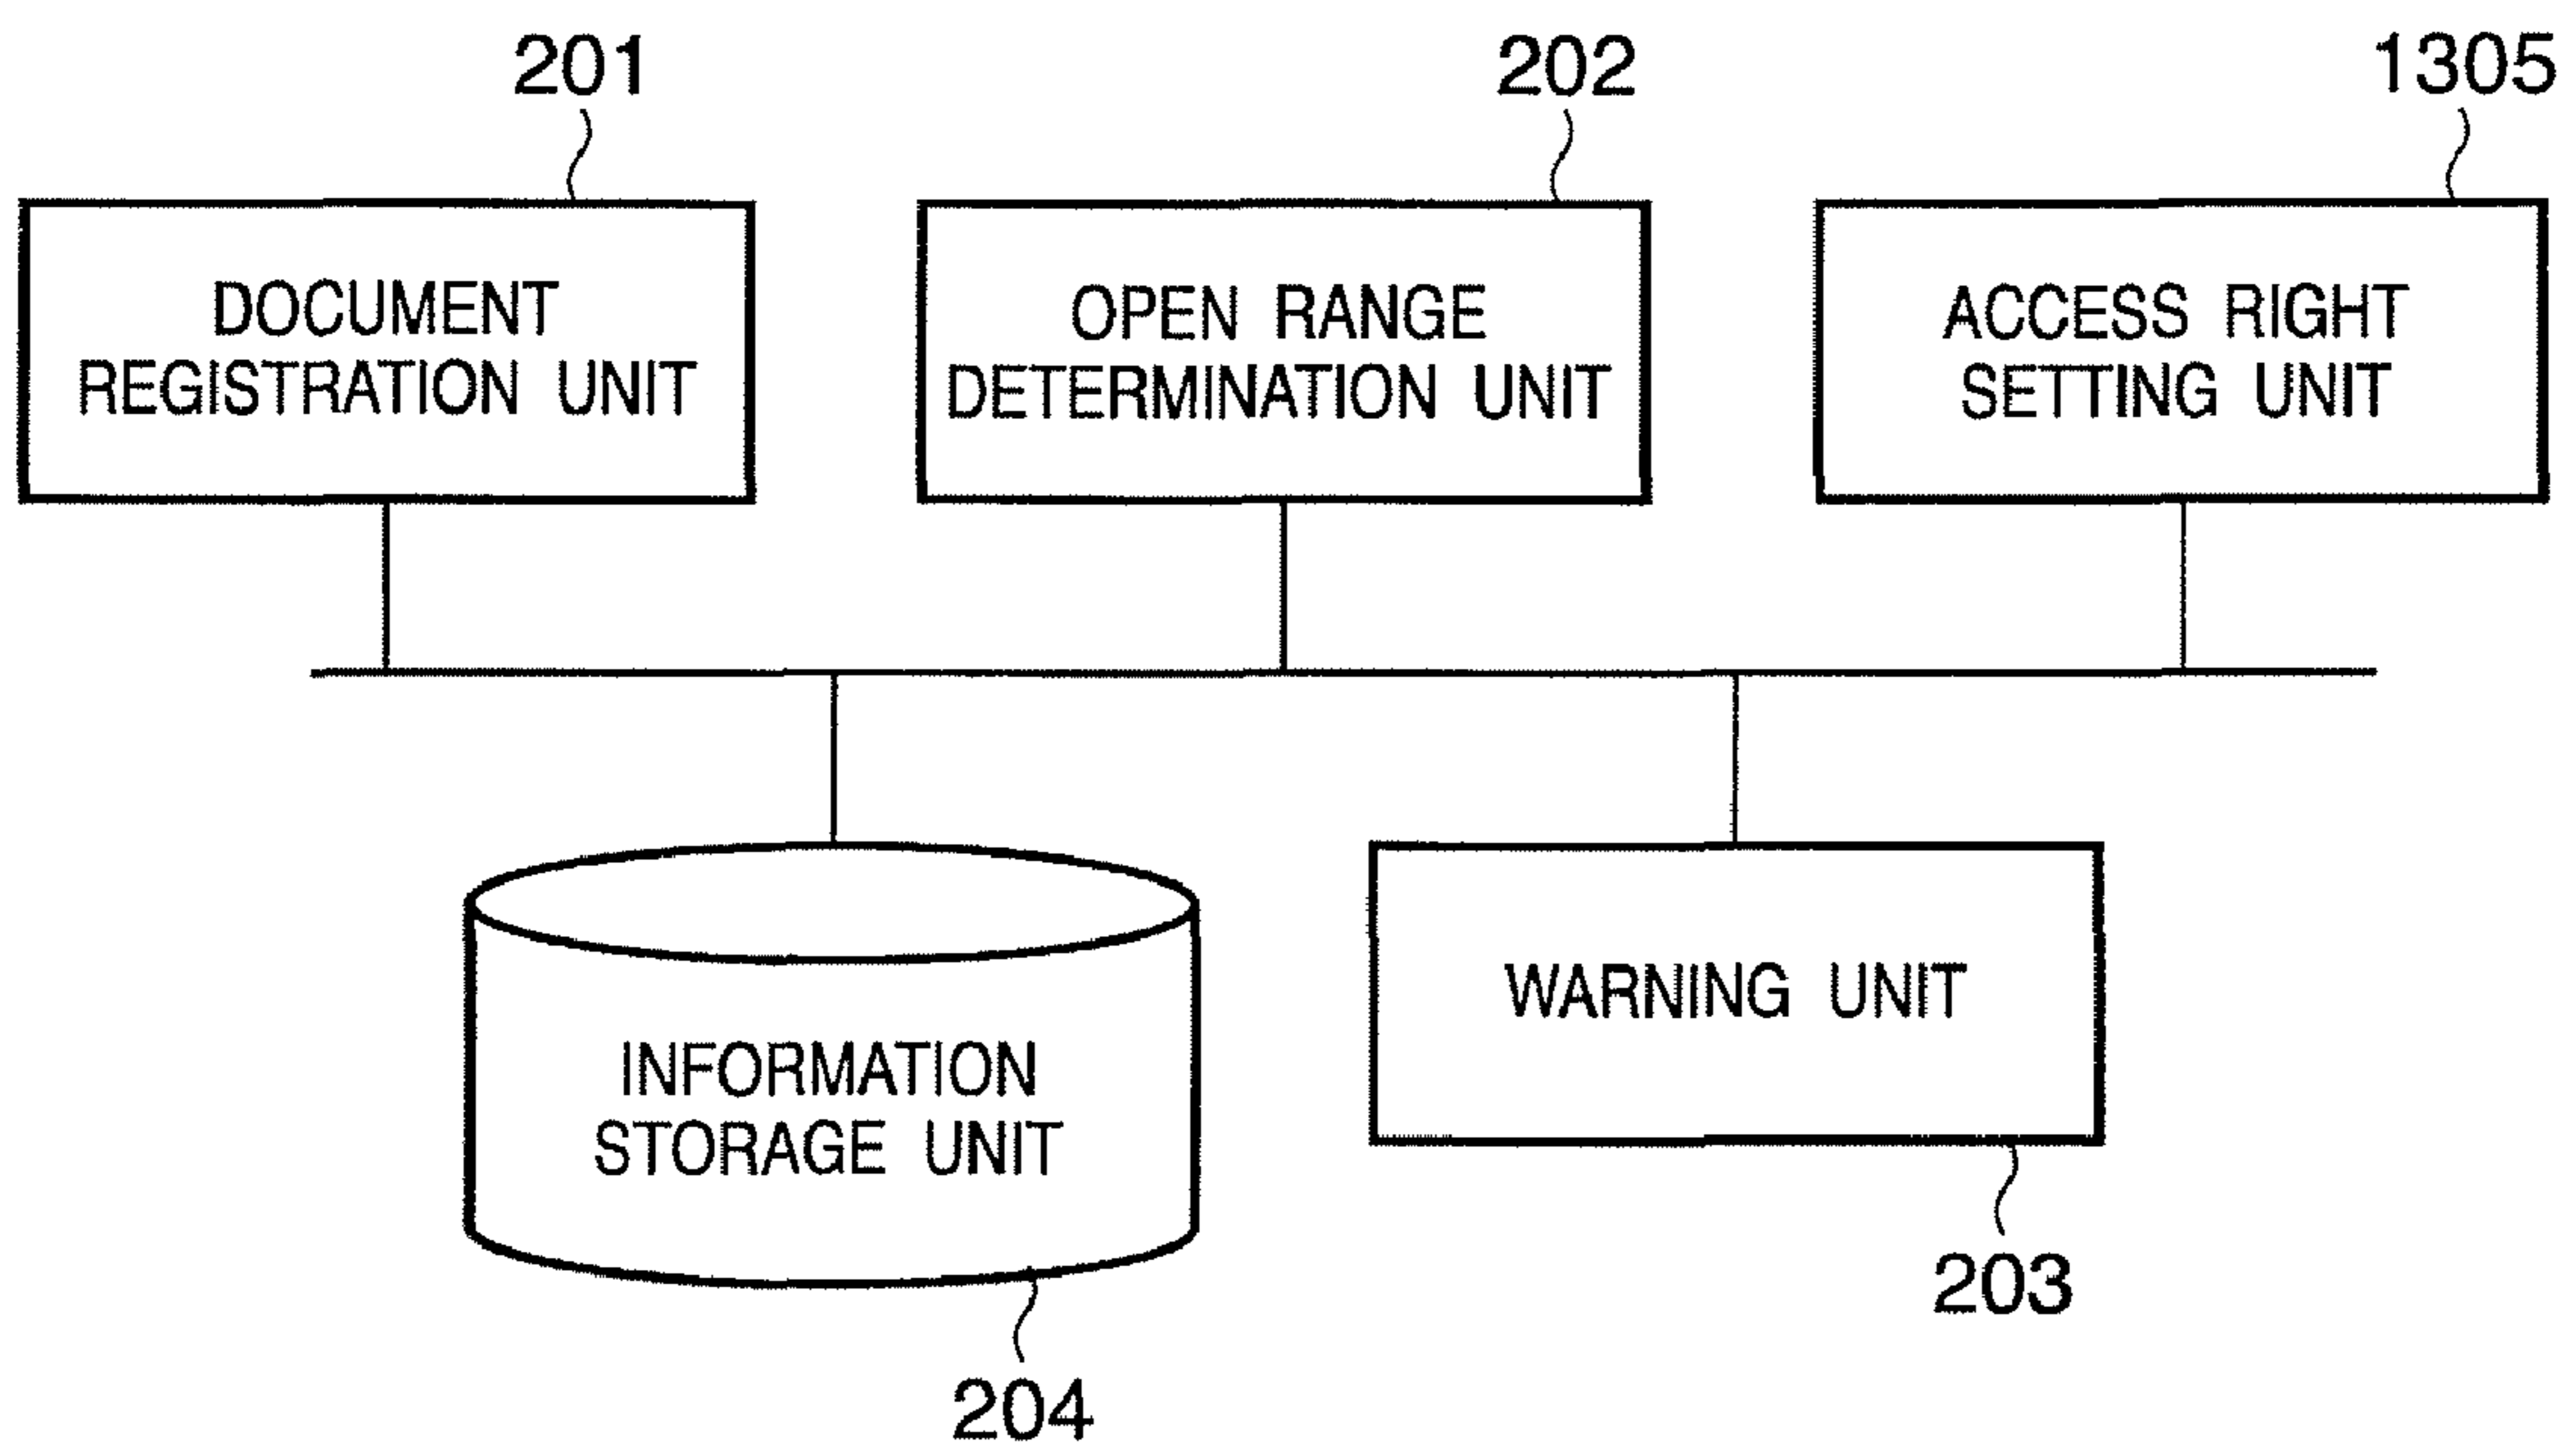 201
202
1305
DOCUMENT
REGISTRATION UNIT
OPEN RANGE
DETERMINATION UNIT
ACCESS RIGHT
SETTING UNIT
INFORMATION
STORAGE UNIT
WARNING UNIT
203
204